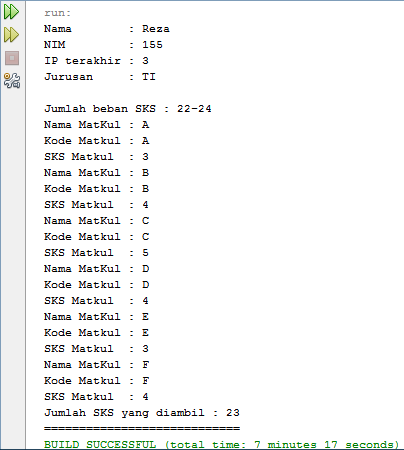 run:
Nama        : Reza
NIM         : 155
IP terakhir : 3
Jurusan     : TI

Jumlah beban SKS : 22-24
Nama MatKul : A
Kode Matkul : A
SKS Matkul  : 3
Nama MatKul : B
Kode Matkul : B
SKS Matkul  : 4
Nama MatKul : C
Kode Matkul : C
SKS Matkul  : 5
Nama MatKul : D
Kode Matkul : D
SKS Matkul  : 4
Nama MatKul : E
Kode Matkul : E
SKS Matkul  : 3
Nama MatKul : F
Kode Matkul : F
SKS Matkul  : 4
Jumlah SKS yang diambil : 23
============================
BUILD SUCCESSFUL (total time: 7 minutes 17 seconds)